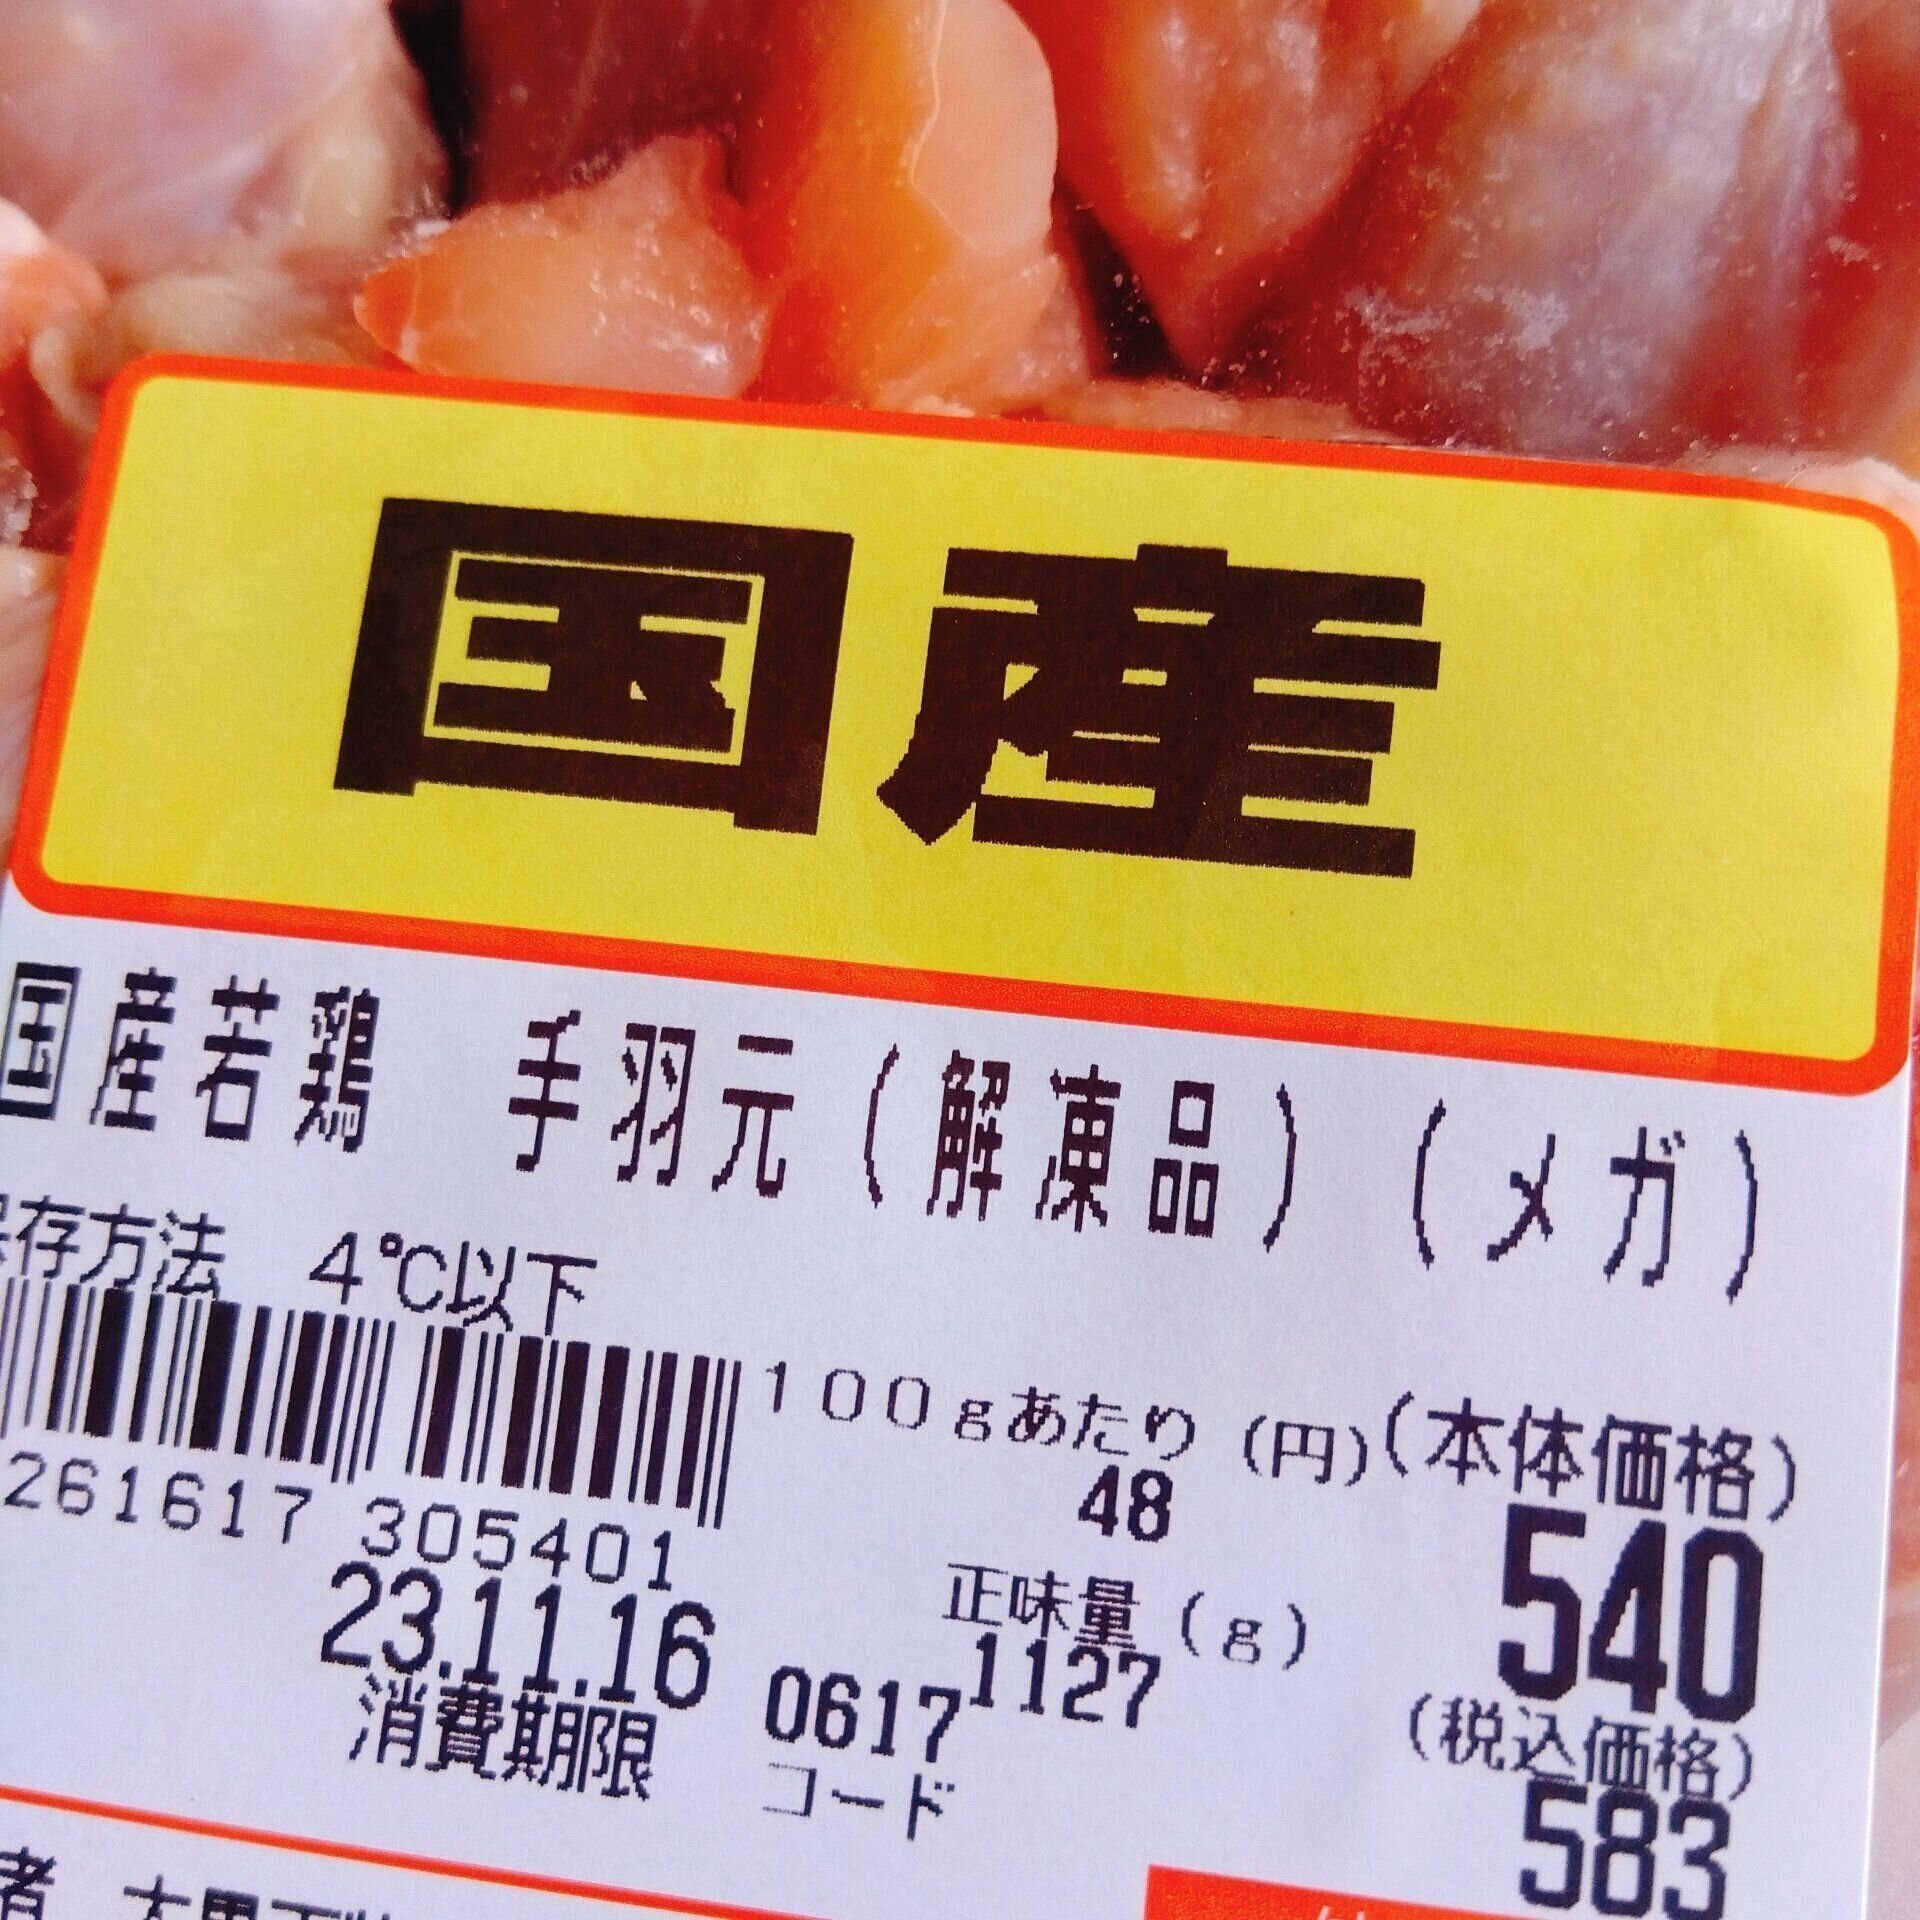 国産
国産若鶏 手羽元(解凍品)(メガ)
保存方法 4℃以下
100gあたり(円)(本体価格)
48 540
261617 305401
正味量(g)
1127
23.11.16
消費期限
0617
コード
(税込価格)
583
者